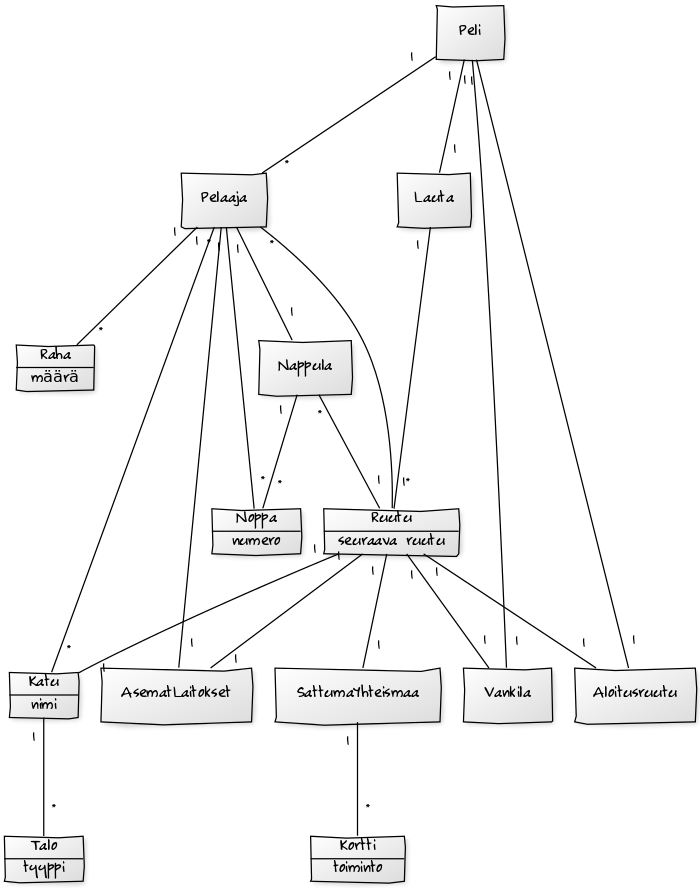 Peli
Pelaaja
Lauta
Raha
määrä
Nappula
Noppa
numero
Ruutu
seuraava ruutu
Katu
nimi
AsematLaitokset
SattumaYhteismaa
Vankila
Aloitusruutu
Talo
tyyppi
Kortti
toiminto